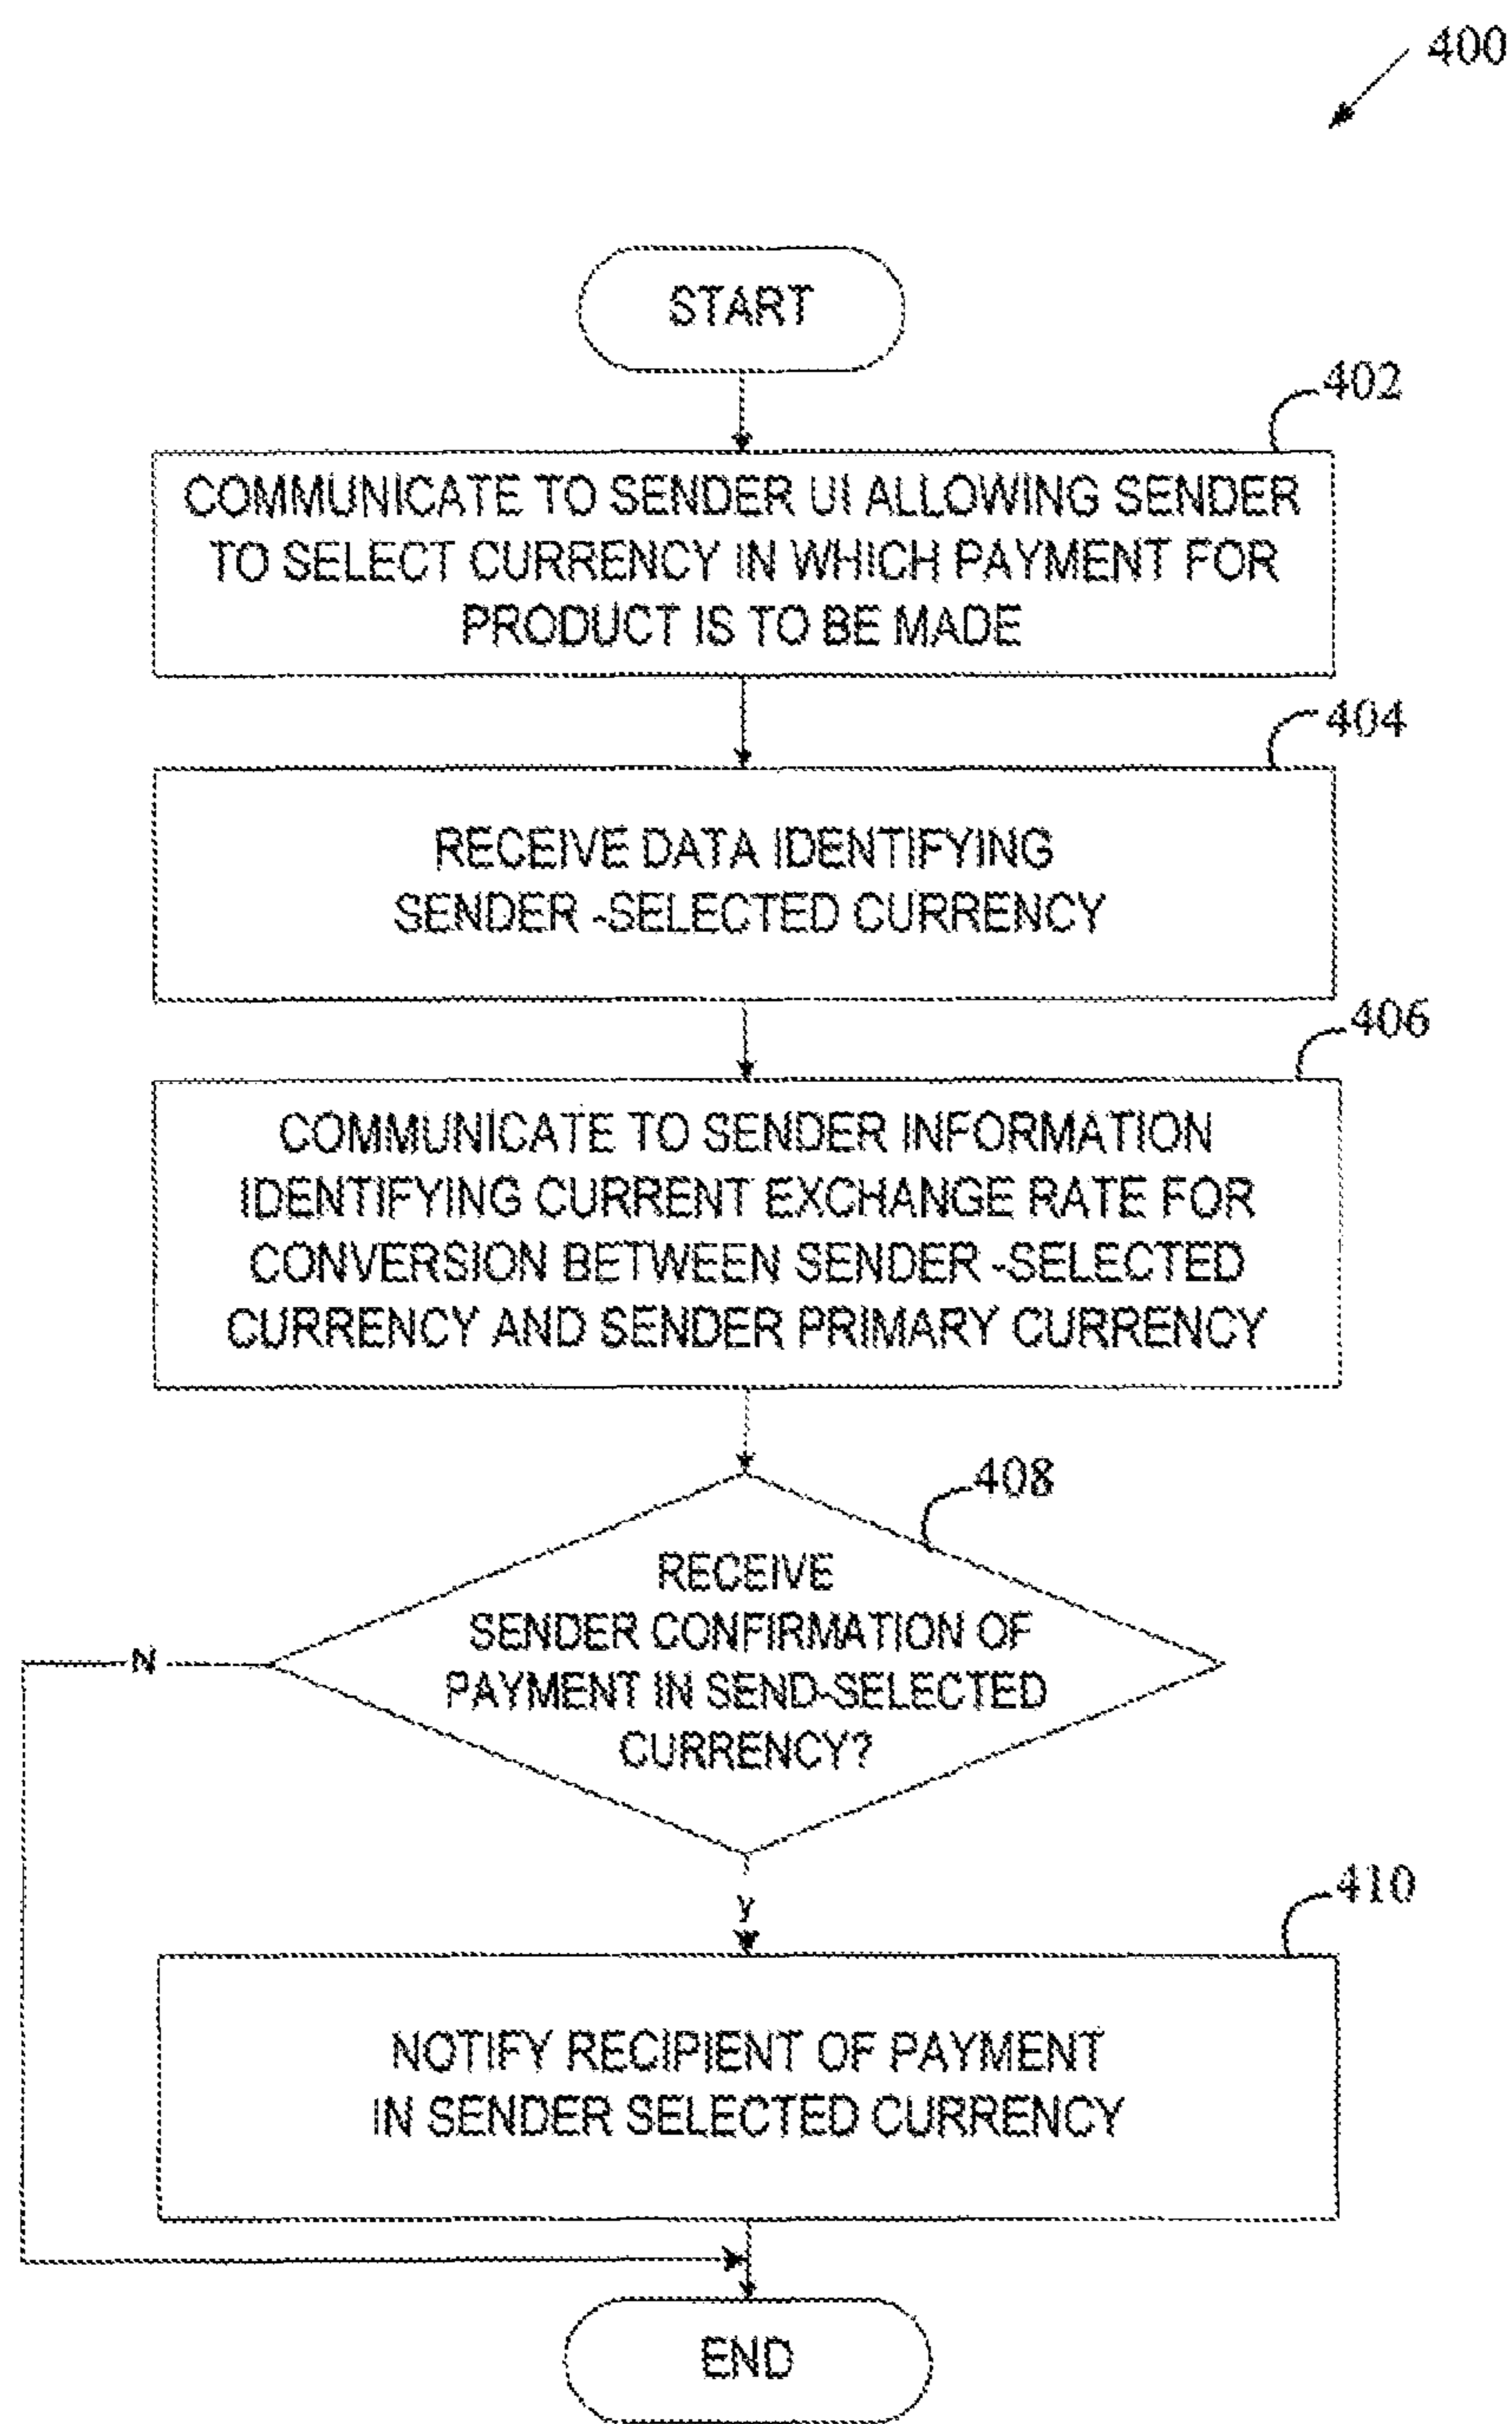 400
START
402
COMMUNICATE TO SENDER UI ALLOWING SENDER
TO SELECT CURRENCY IN WHICH PAYMENT FOR
PRODUCT IS TO BE MADE
404
RECEIVE DATA IDENTIFYING
SENDER -SELECTED CURRENCY
406
COMMUNICATE TO SENDER INFORMATION
IDENTIFYING CURRENT EXCHANGE RATE FOR
CONVERSION BETWEEN SENDER -SELECTED
CURRENCY AND SENDER PRIMARY CURRENCY
408
RECEIVE
SENDER CONFIRMATION OF
PAYMENT IN SEND-SELECTED
CURRENCY?
N
Y
410
NOTIFY RECIPIENT OF PAYMENT
IN SENDER SELECTED CURRENCY
END